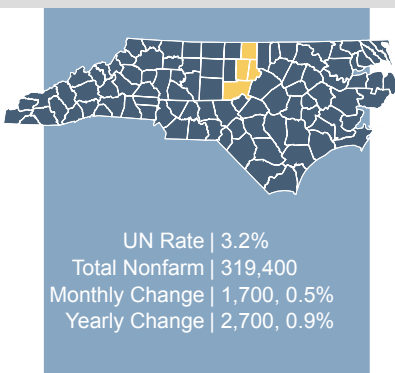 UN Rate | 3.2%
Total Nonfarm | 319,400
Monthly Change | 1,700, 0.5%
Yearly Change | 2,700, 0.9%